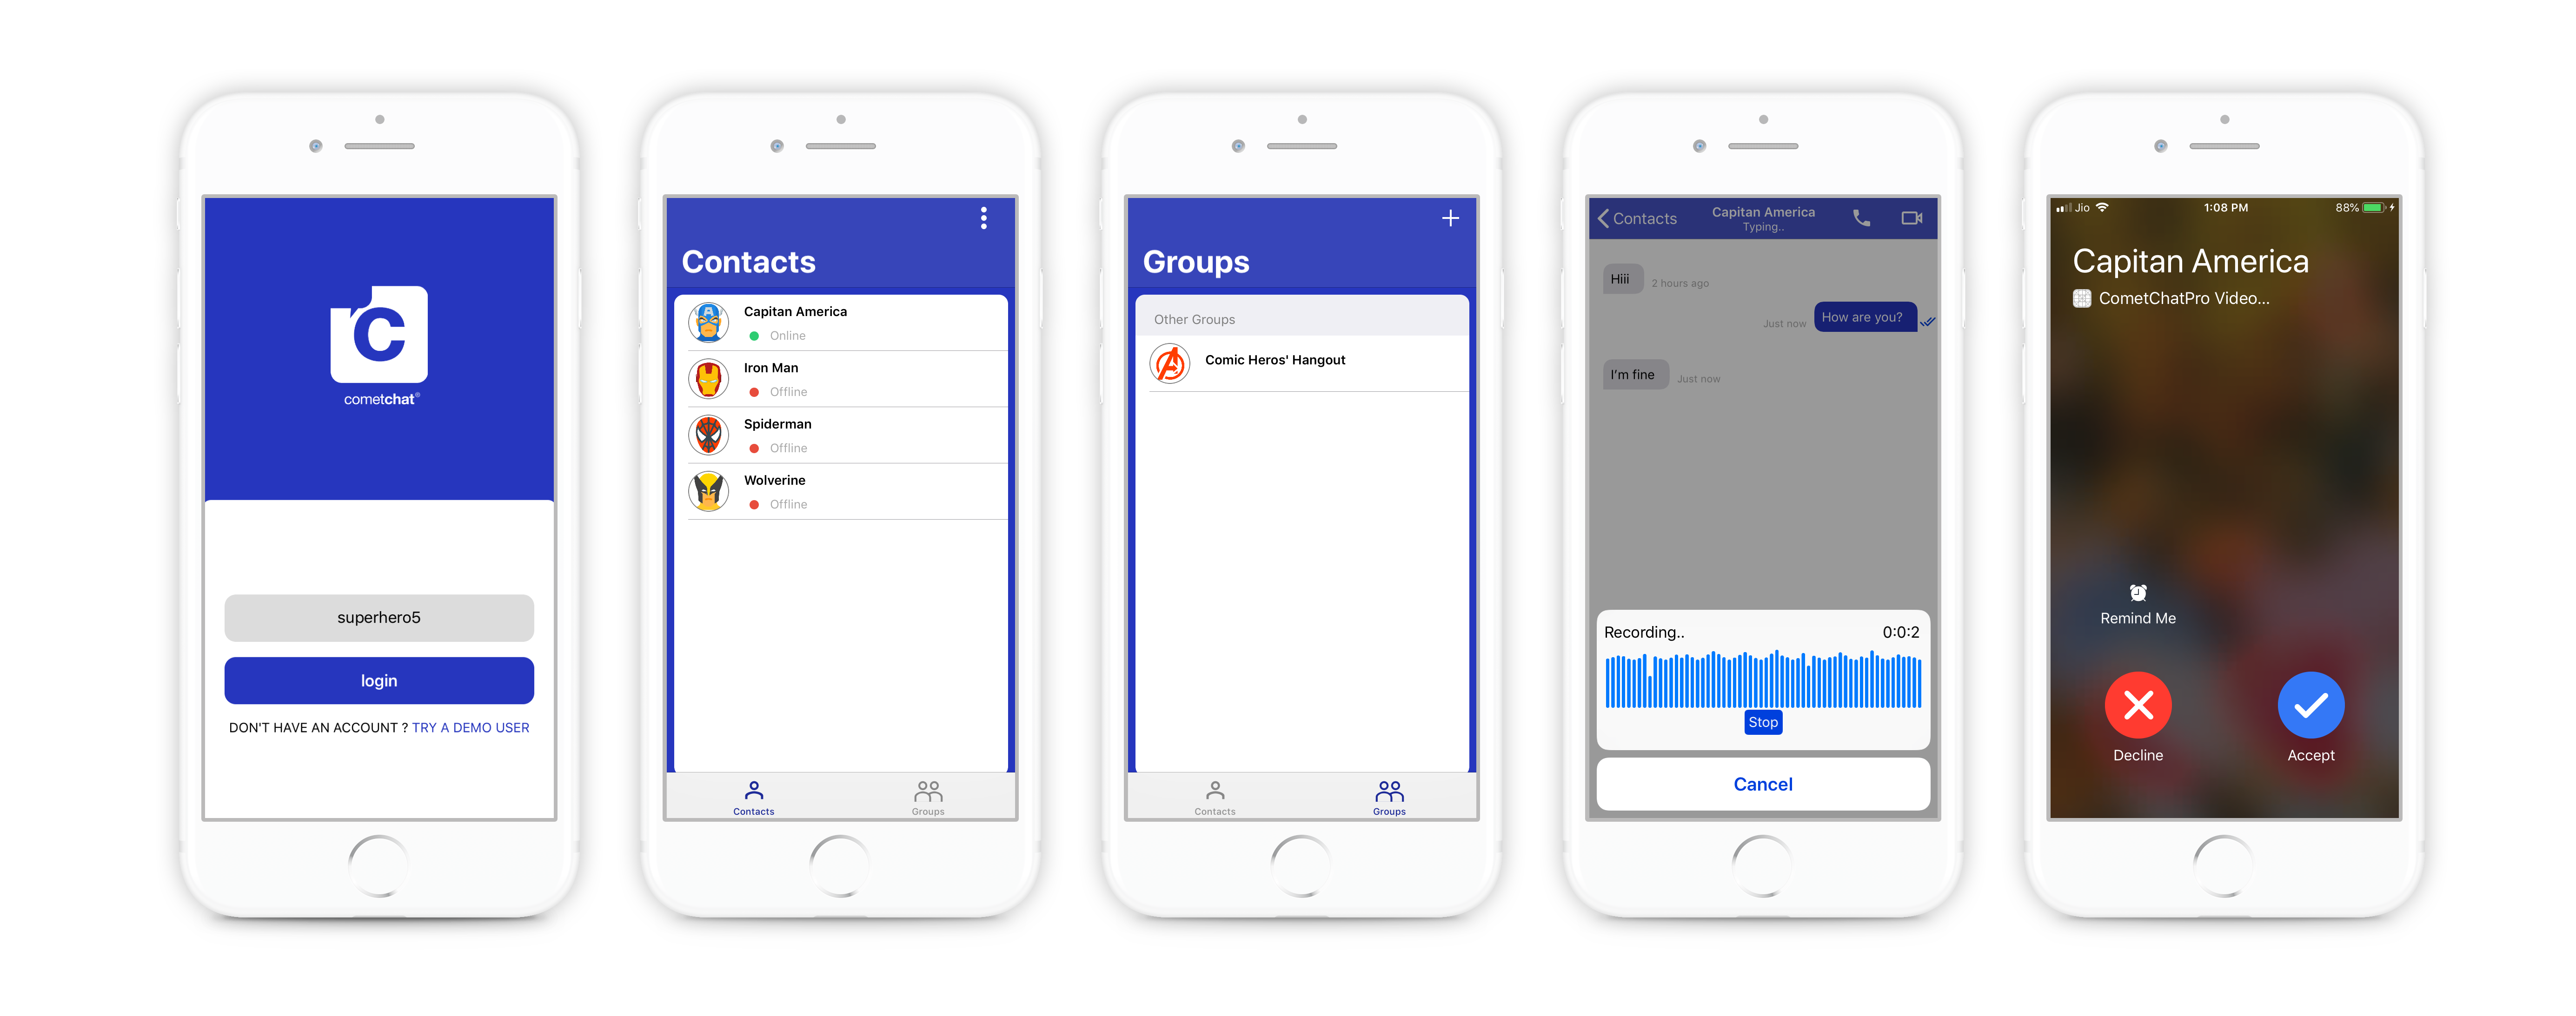 C
cometchat®
superhero5
login
DON'T HAVE AN ACCOUNT ? TRY A DEMO USER
Contacts
Capitan America
Online
Iron Man
Offline
Spiderman
Offline
Wolverine
Offline
Contacts
Groups
Groups
Other Groups
Comic Heros' Hangout
Contacts
Groups
Contacts
Capitan America
Typing..
Hiii
2 hours ago
Just now
How are you?
I'm fine
Just now
Recording..
0:0:2
Stop
Cancel
Jio
1:08 PM
88%
Capitan America
CometChatPro Video...
Remind Me
Decline
Accept